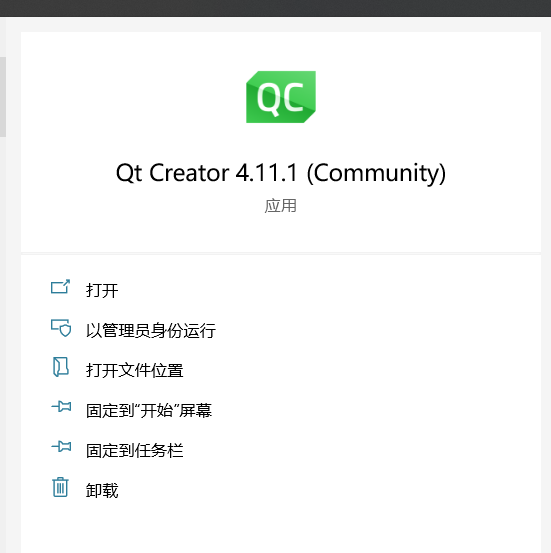 QC
Qt Creator 4.11.1 (Community)
应用
打开
以管理员身份运行
打开文件位置
固定到"开始"屏幕
固定到任务栏
卸载